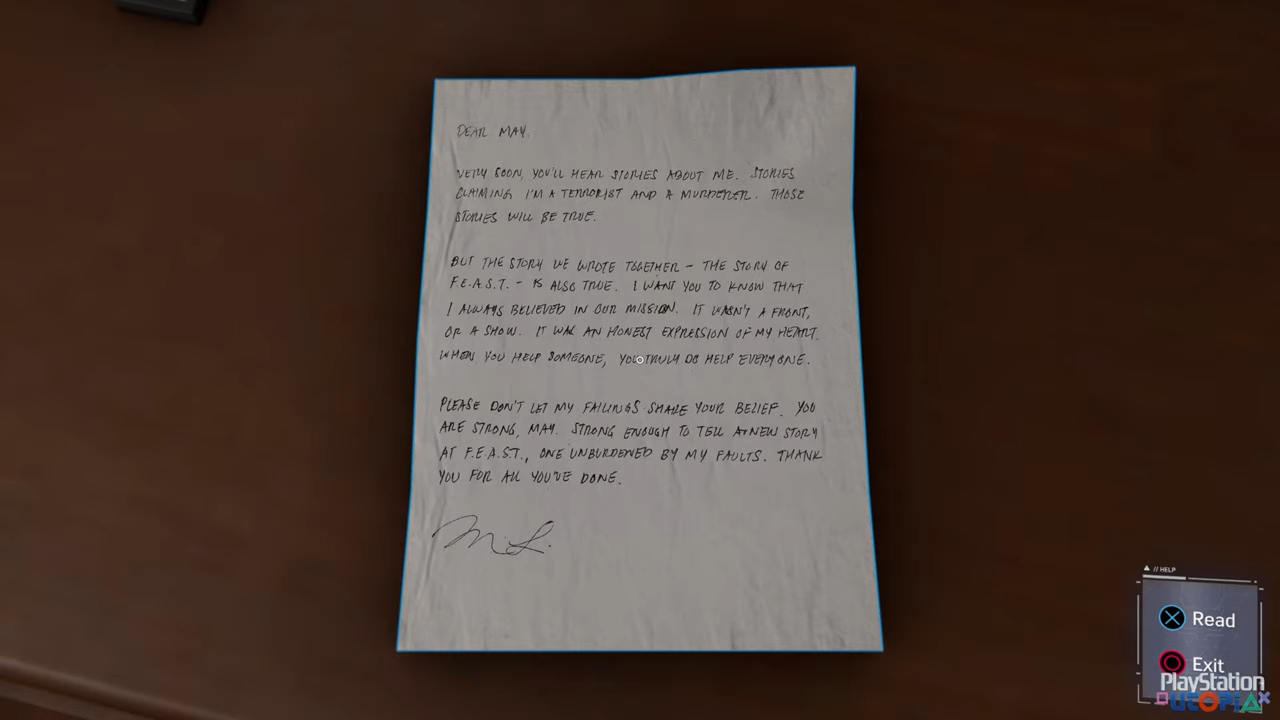 DEAR MAY,
VERY SOON, YOU'LL HEAR STORIES ABOUT ME. STORIES
CLAIMING I'M A TERRORIST AND A MURDERER. THOSE
STORIES WILL BE TRUE.
BUT THE STORY WE WROTE TOGETHER - THE STORY OF
F.E.A.S.T. - IS ALSO TRUE. I WANT YOU TO KNOW THAT
I ALWAYS BELIEVED IN OUR MISSION. IT WASN'T A FRONT,
OR A SHOW. IT WAS AN HONEST EXPRESSION OF MY HEART.
WHEN YOU HELP SOMEONE, YOU TRULY DO HELP EVERYONE.
PLEASE DON'T LET MY FAILINGS SHAKE YOUR BELIEF. YOU
ARE STRONG, MAY. STRONG ENOUGH TO TELL A NEW STORY
AT F.E.A.S.T., ONE UNBURDENED BY MY FAULTS. THANK
YOU FOR ALL YOU'VE DONE.
M.L.
// HELP
Read
Exit
PlayStation
UTOPIA